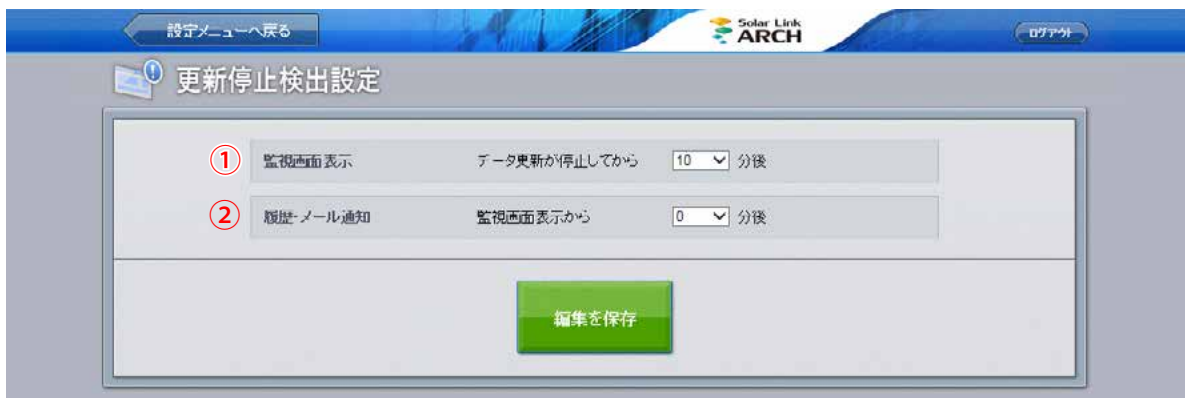 設定メニューへ戻る
Solar Link
ARCH
ログアウト
更新停止検出設定
① 監視画面表示 データ更新が停止してから 10 分後
② 履歴・メール通知 監視画面表示から 0 分後
編集を保存